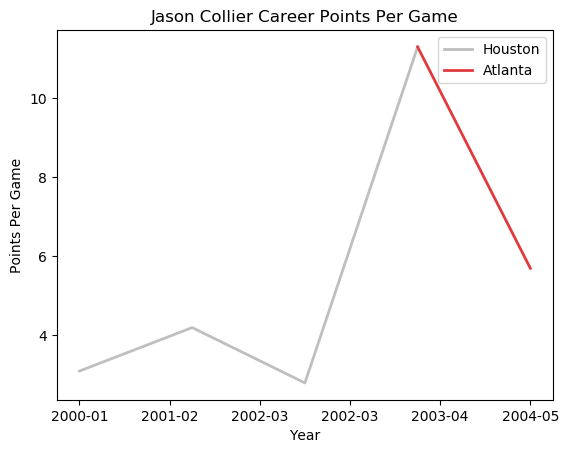 Jason Collier Career Points Per Game
Houston
Atlanta
Points Per Game
10
8
6
4
2000-01 2001-02 2002-03 2002-03 2003-04 2004-05
Year